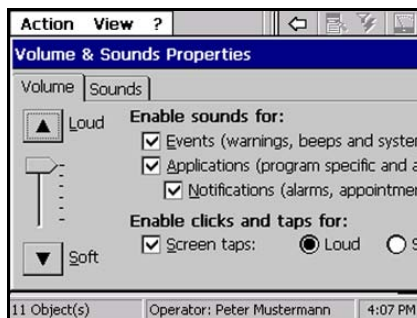 Action View ?
Volume & Sounds Properties
Volume Sounds
Loud
Soft
Enable sounds for:
Events (warnings, beeps and system
Applications (program specific and a
Notifications (alarms, appointmen
Enable clicks and taps for:
Screen taps: Loud S
11 Object(s) Operator: Peter Mustermann 4:07 PM